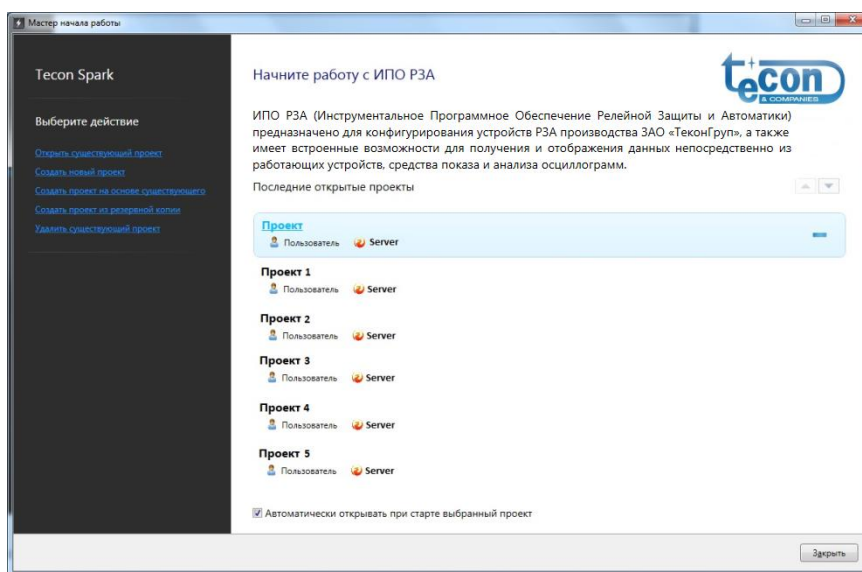 Мастер начала работы
Tecon Spark
Выберите действие
Открыть существующий проект
Создать новый проект
Создать проект на основе существующего
Создать проект из резервной копии
Удалить существующий проект
Начните работу с ИПО РЗА
tecon
& COMPANIES
ИПО РЗА (Инструментальное Программное Обеспечение Релейной Защиты и Автоматики)
предназначено для конфигурирования устройств РЗА производства ЗАО «ТеконГруп», а также
имеет встроенные возможности для получения и отображения данных непосредственно из
работающих устройств, средства показа и анализа осциллограмм.
Последние открытые проекты
Проект
Пользователь Server
Проект 1
Пользователь Server
Проект 2
Пользователь Server
Проект 3
Пользователь Server
Проект 4
Пользователь Server
Проект 5
Пользователь Server
Автоматически открывать при старте выбранный проект
Закрыть